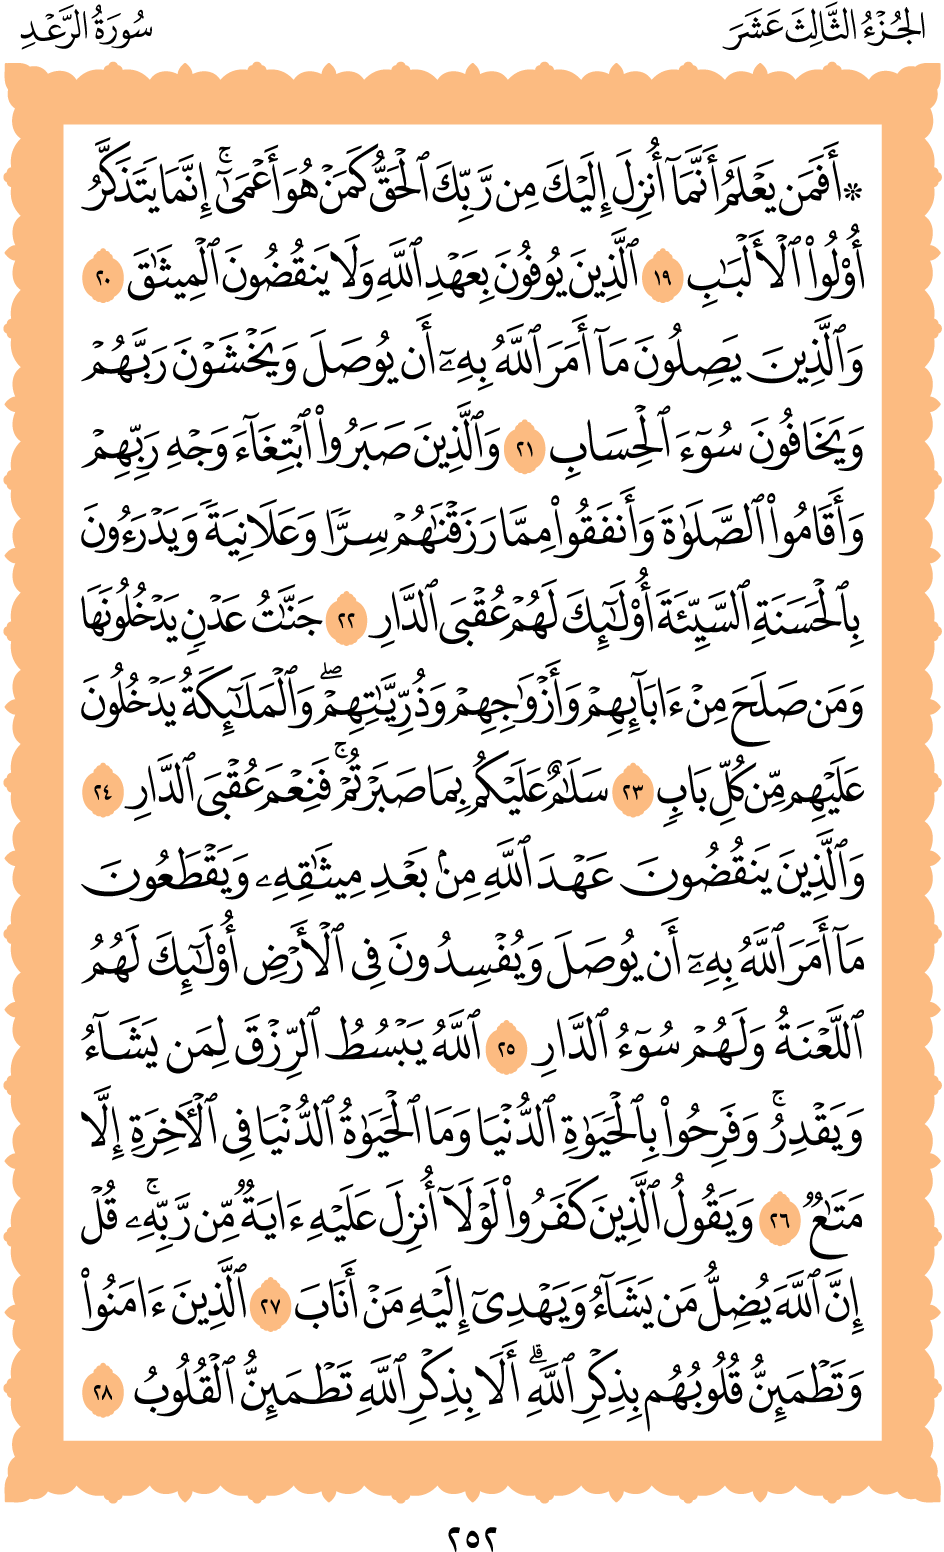 الجُزْءُ الثَّالِثَ عَشَرَ
سُورَةُ الرَّعْدِ
۞ أَفَمَن يَعْلَمُ أَنَّمَآ أُنزِلَ إِلَيْكَ مِن رَّبِّكَ ٱلْحَقُّ كَمَنْ هُوَ أَعْمَىٰٓۚ إِنَّمَا يَتَذَكَّرُ
أُوْلُواْ ٱلْأَلْبَٰبِ ١٩ ٱلَّذِينَ يُوفُونَ بِعَهْدِ ٱللَّهِ وَلَا يَنقُضُونَ ٱلْمِيثَٰقَ ٢٠
وَٱلَّذِينَ يَصِلُونَ مَآ أَمَرَ ٱللَّهُ بِهِۦٓ أَن يُوصَلَ وَيَخْشَوْنَ رَبَّهُمْ
وَيَخَافُونَ سُوٓءَ ٱلْحِسَابِ ٢١ وَٱلَّذِينَ صَبَرُواْ ٱبْتِغَآءَ وَجْهِ رَبِّهِمْ
وَأَقَامُواْ ٱلصَّلَوٰةَ وَأَنفَقُواْ مِمَّا رَزَقْنَٰهُمْ سِرًّا وَعَلَانِيَةً وَيَدْرَءُونَ
بِٱلْحَسَنَةِ ٱلسَّيِّئَةَ أُوْلَٰٓئِكَ لَهُمْ عُقْبَى ٱلدَّارِ ٢٢ جَنَّٰتُ عَدْنٍ يَدْخُلُونَهَا
وَمَن صَلَحَ مِنْ ءَابَآئِهِمْ وَأَزْوَٰجِهِمْ وَذُرِّيَّٰتِهِمْۖ وَٱلْمَلَٰٓئِكَةُ يَدْخُلُونَ
عَلَيْهِم مِّن كُلِّ بَابٍ ٢٣ سَلَٰمٌ عَلَيْكُم بِمَا صَبَرْتُمْۚ فَنِعْمَ عُقْبَى ٱلدَّارِ ٢٤
وَٱلَّذِينَ يَنقُضُونَ عَهْدَ ٱللَّهِ مِنۢ بَعْدِ مِيثَٰقِهِۦ وَيَقْطَعُونَ
مَآ أَمَرَ ٱللَّهُ بِهِۦٓ أَن يُوصَلَ وَيُفْسِدُونَ فِي ٱلْأَرْضِ أُوْلَٰٓئِكَ لَهُمُ
ٱللَّعْنَةُ وَلَهُمْ سُوٓءُ ٱلدَّارِ ٢٥ ٱللَّهُ يَبْسُطُ ٱلرِّزْقَ لِمَن يَشَآءُ
وَيَقْدِرُۚ وَفَرِحُواْ بِٱلْحَيَوٰةِ ٱلدُّنْيَا وَمَا ٱلْحَيَوٰةُ ٱلدُّنْيَا فِي ٱلْأٓخِرَةِ إِلَّا
مَتَٰعٌ ٢٦ وَيَقُولُ ٱلَّذِينَ كَفَرُواْ لَوْلَآ أُنزِلَ عَلَيْهِ ءَايَةٌ مِّن رَّبِّهِۦۚ قُلْ
إِنَّ ٱللَّهَ يُضِلُّ مَن يَشَآءُ وَيَهْدِيٓ إِلَيْهِ مَنْ أَنَابَ ٢٧ ٱلَّذِينَ ءَامَنُواْ
وَتَطْمَئِنُّ قُلُوبُهُم بِذِكْرِ ٱللَّهِۗ أَلَا بِذِكْرِ ٱللَّهِ تَطْمَئِنُّ ٱلْقُلُوبُ ٢٨
٢٥٢